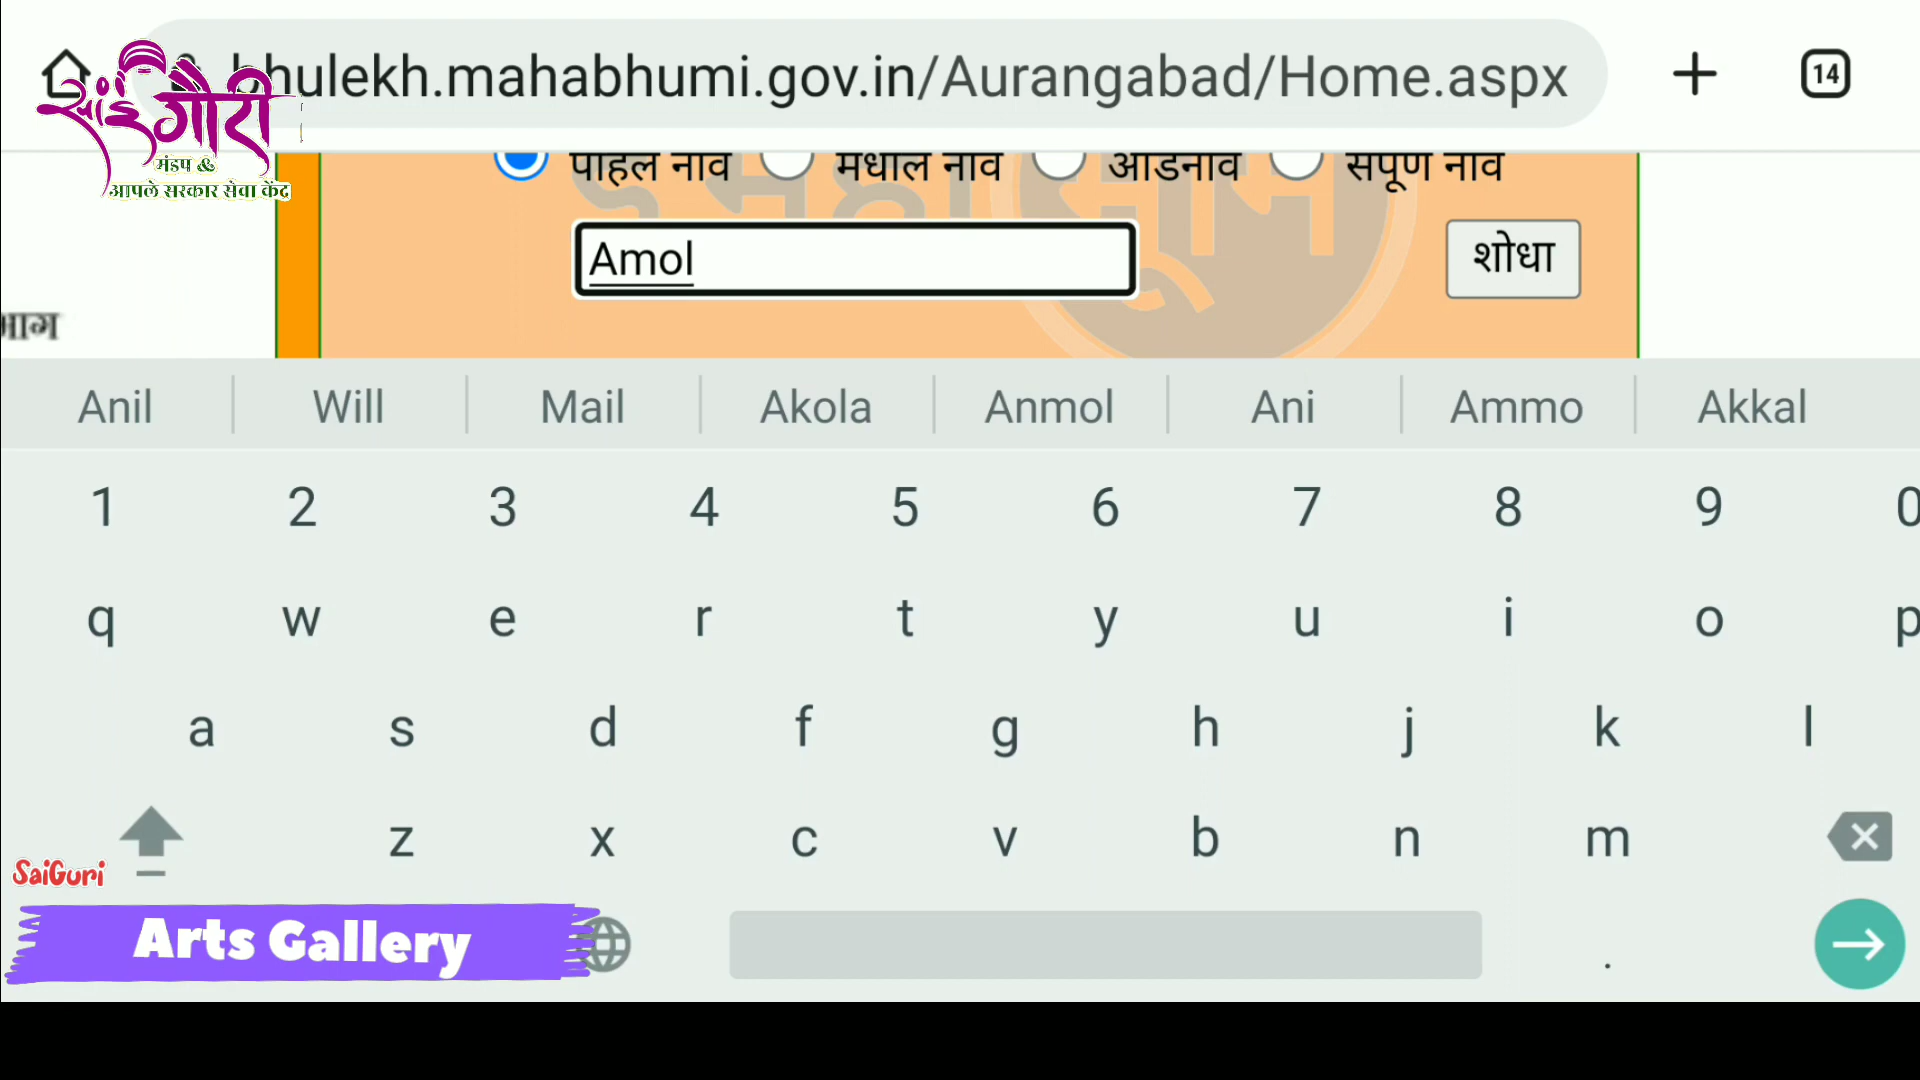 bhulekh.mahabhumi.gov.in/Aurangabad/Home.aspx
14
साई गौरी
मंडप &
आपले सरकार सेवा केंद्र
पहिले नाव मधील नाव आडनाव संपूर्ण नाव
Amol
शोधा
भाग
Anil Will Mail Akola Anmol Ani Ammo Akkal
1 2 3 4 5 6 7 8 9 0
q w e r t y u i o p
a s d f g h j k l
z x c v b n m
SaiGuri
Arts Gallery
.